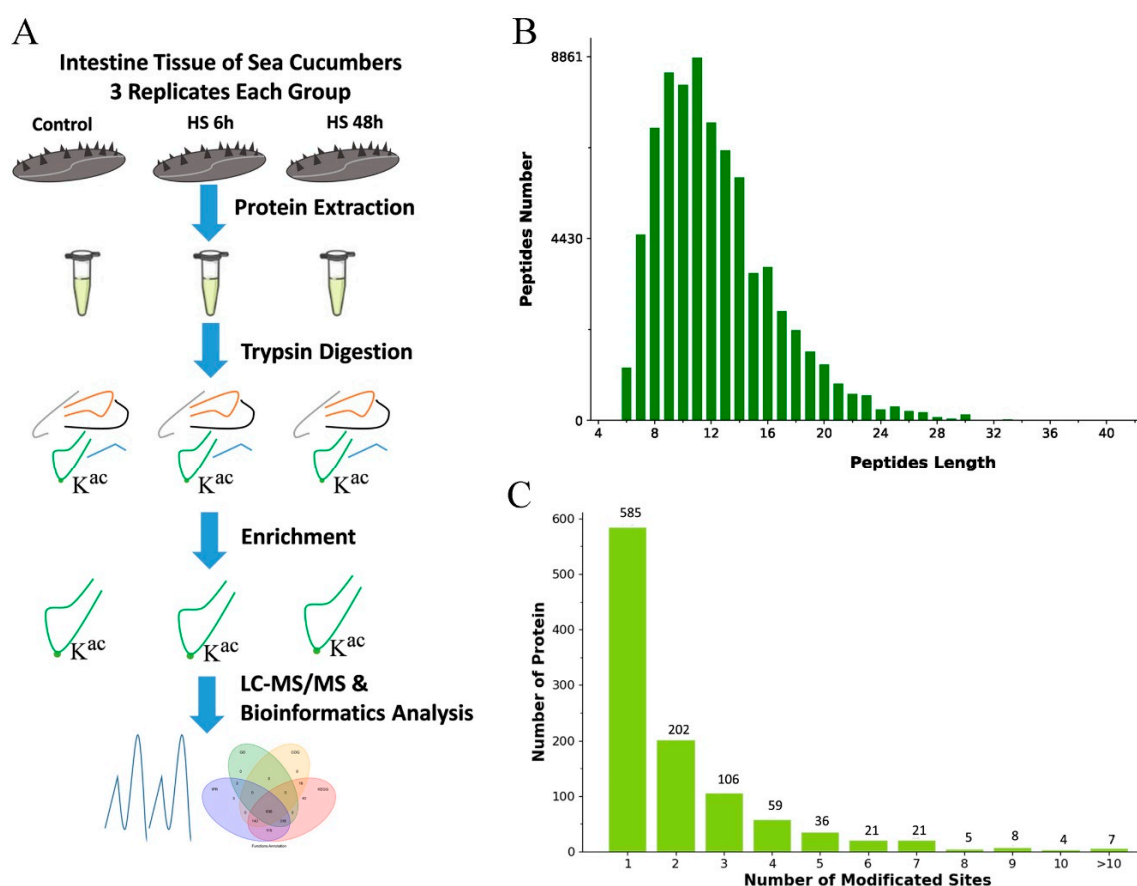 A
Intestine Tissue of Sea Cucumbers
3 Replicates Each Group
Control
HS 6h
HS 48h
Protein Extraction
Trypsin Digestion
Kac
Kac
Kac
Enrichment
Kac
Kac
Kac
LC-MS/MS &
Bioinformatics Analysis
B
8861
4430
0
Peptides Number
4 8 12 16 20 24 28 32 36 40
Peptides Length
C
600
500
400
300
200
100
0
Number of Protein
585
202
106
59
36
21
21
5
8
4
7
1 2 3 4 5 6 7 8 9 10 >10
Number of Modificated Sites